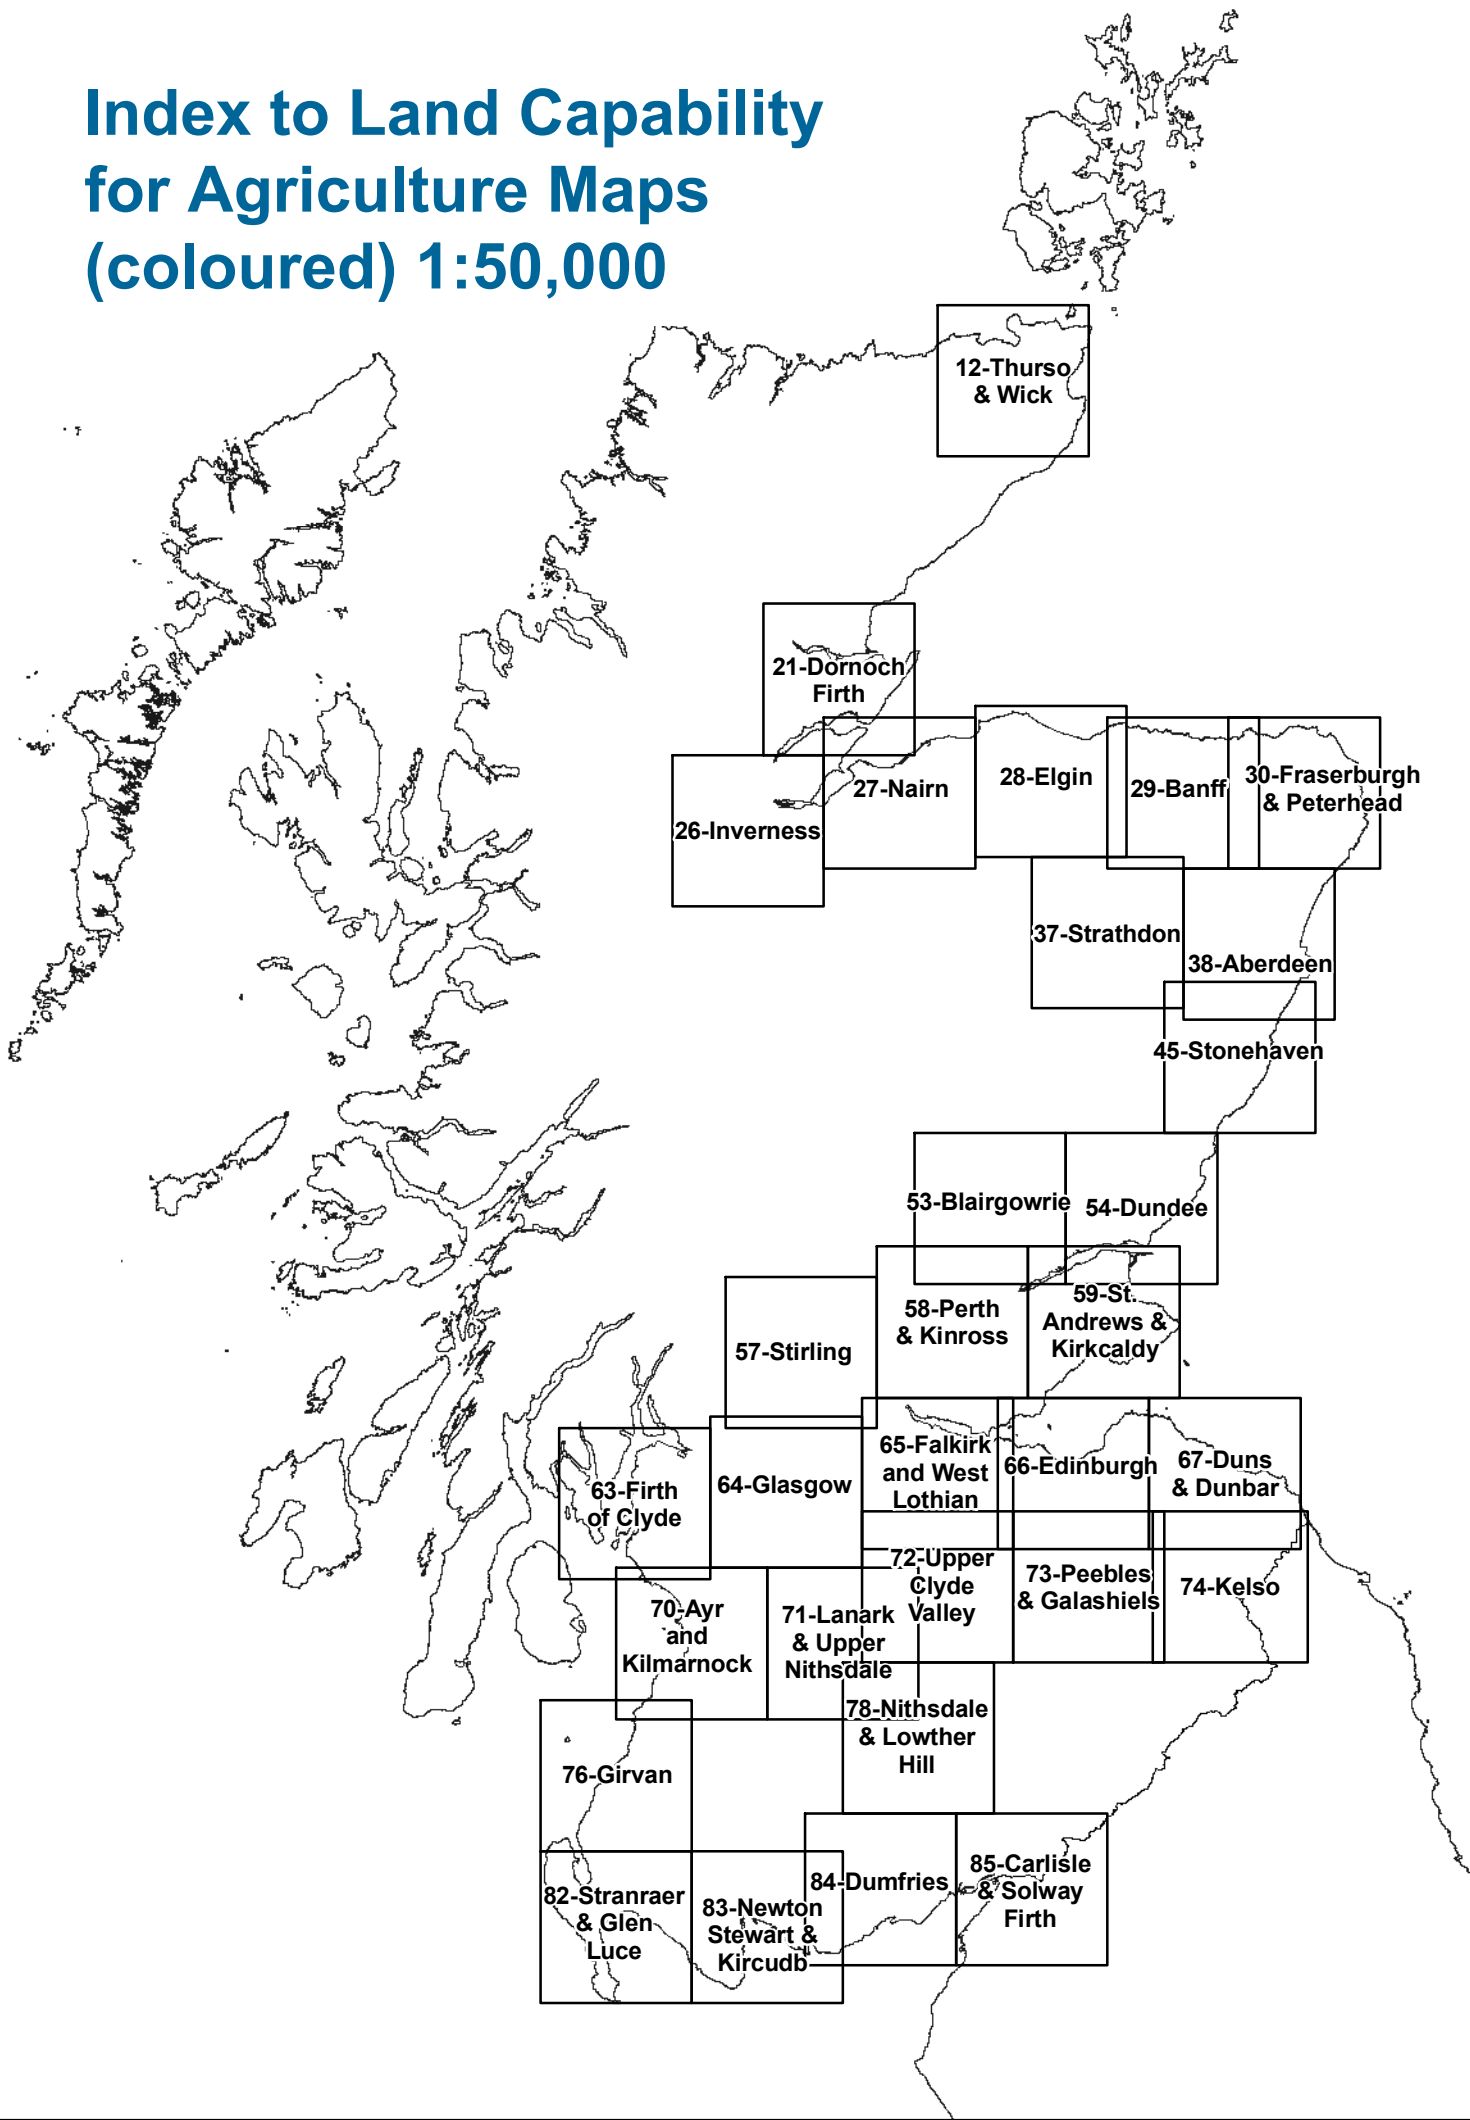 Index to Land Capability
for Agriculture Maps
(coloured) 1:50,000
12-Thurso
& Wick
21-Dornoch
Firth
26-Inverness
27-Nairn
28-Elgin
29-Banff
30-Fraserburgh
& Peterhead
37-Strathdon
38-Aberdeen
45-Stonehaven
53-Blairgowrie
54-Dundee
57-Stirling
58-Perth
& Kinross
59-St.
Andrews &
Kirkcaldy
63-Firth
of Clyde
64-Glasgow
65-Falkirk
and West
Lothian
66-Edinburgh
67-Duns
& Dunbar
70-Ayr
and
Kilmarnock
71-Lanark
& Upper
Nithsdale
72-Upper
Clyde
Valley
73-Peebles
& Galashiels
74-Kelso
76-Girvan
78-Nithsdale
& Lowther
Hill
82-Stranraer
& Glen
Luce
83-Newton
Stewart &
Kircudb
84-Dumfries
85-Carlisle
& Solway
Firth